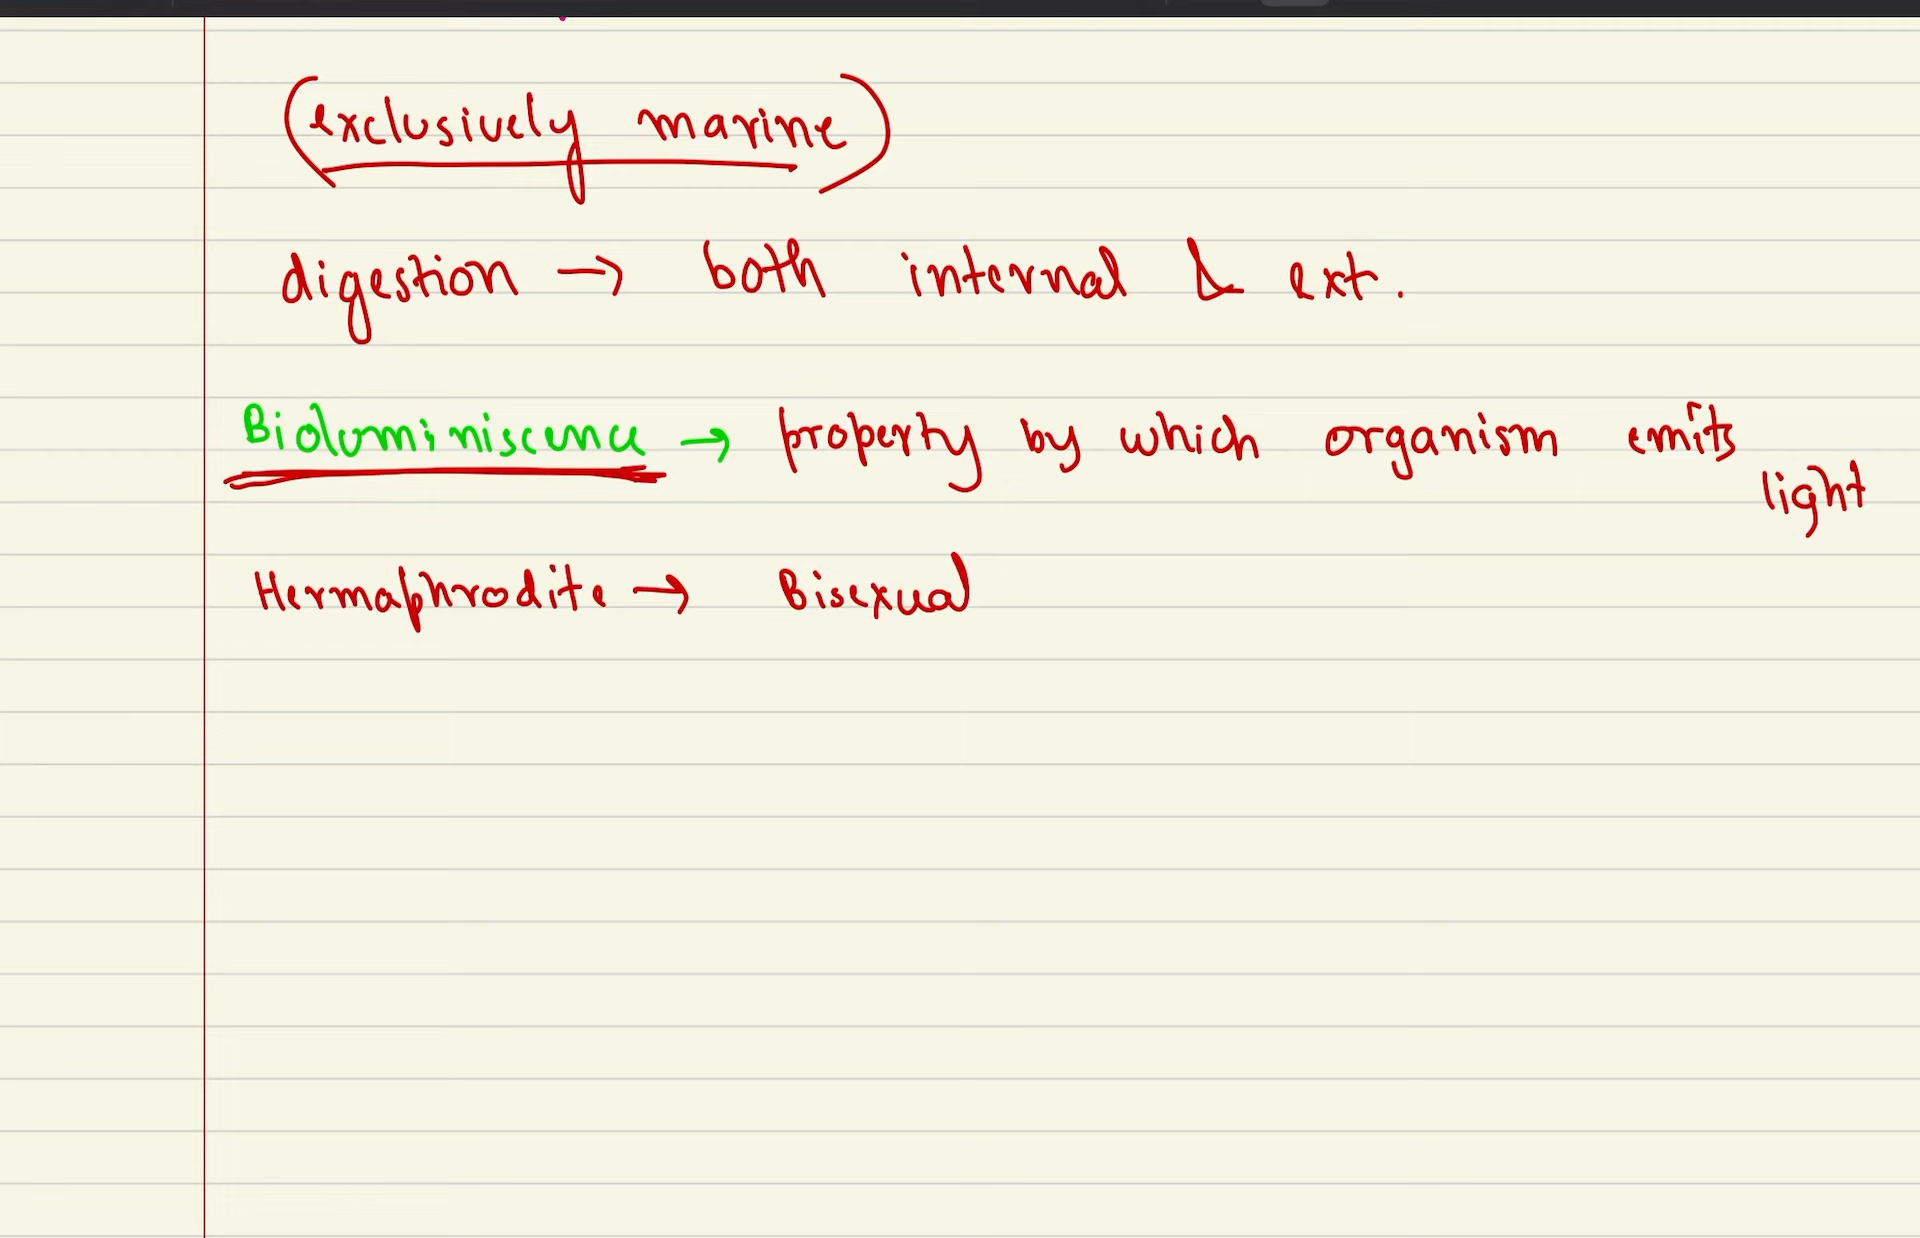 (exclusively marine)
digestion → both internal & ext.
Bioluminiscence → property by which organism emits
light
Hermaphrodite → Bisexual